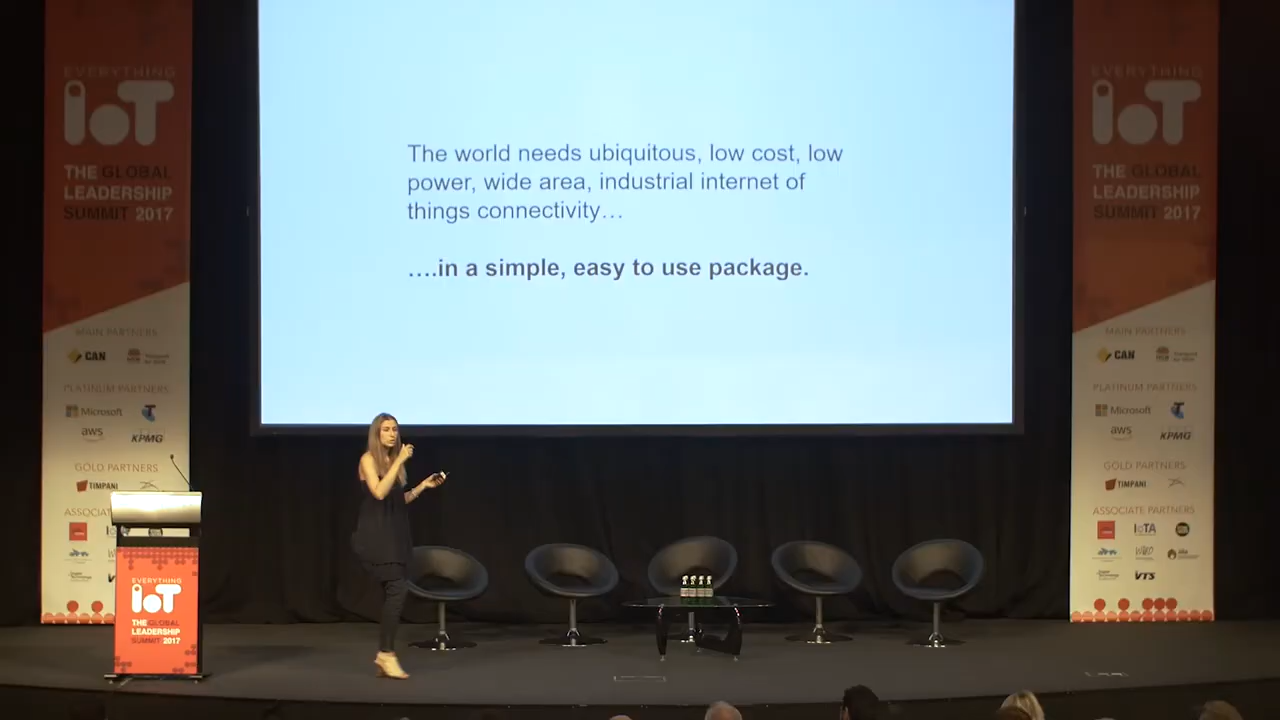 EVERYTHING
IoT
THE GLOBAL
LEADERSHIP
SUMMIT 2017
MAIN PARTNERS
CAN
PLATINUM PARTNERS
Microsoft
aws
KPMG
GOLD PARTNERS
TIMPANI
The world needs ubiquitous, low cost, low
power, wide area, industrial internet of
things connectivity…
….in a simple, easy to use package.
EVERYTHING
IoT
THE GLOBAL
LEADERSHIP
SUMMIT 2017
EVERYTHING
IoT
THE GLOBAL
LEADERSHIP
SUMMIT 2017
MAIN PARTNERS
CAN
PLATINUM PARTNERS
Microsoft
aws
KPMG
GOLD PARTNERS
TIMPANI
ASSOCIATE PARTNERS
IoTA
VTS